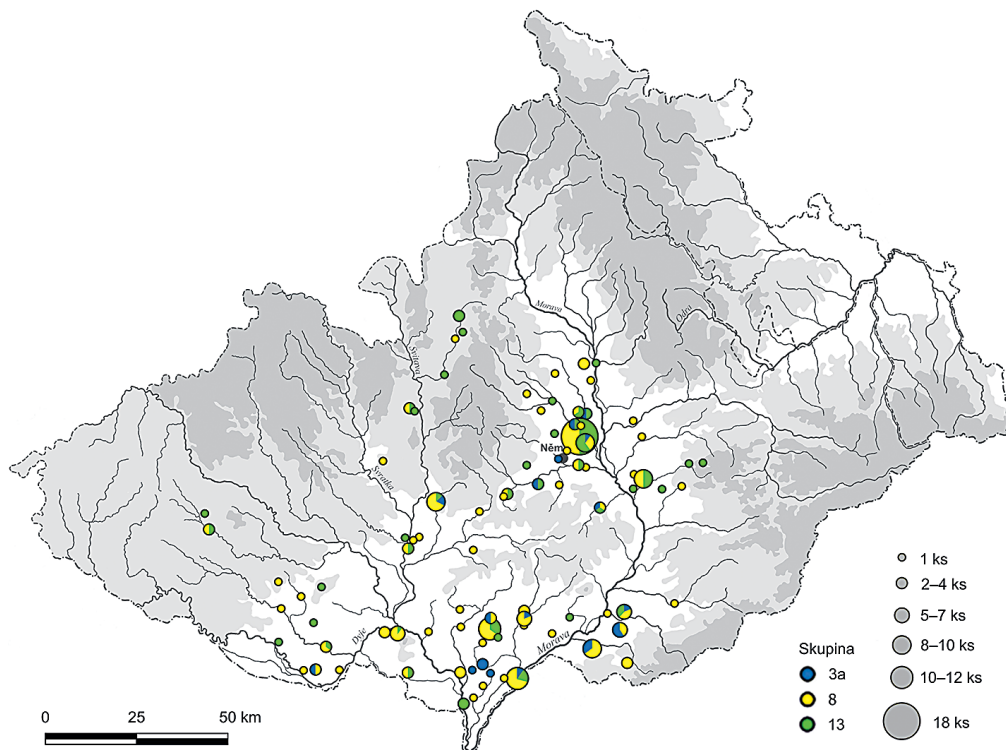 Morava
Odra
Svitava
Svratka
Něm
Dyje
Morava
0 25 50 km
Skupina
3a
8
13
1 ks
2–4 ks
5–7 ks
8–10 ks
10–12 ks
18 ks